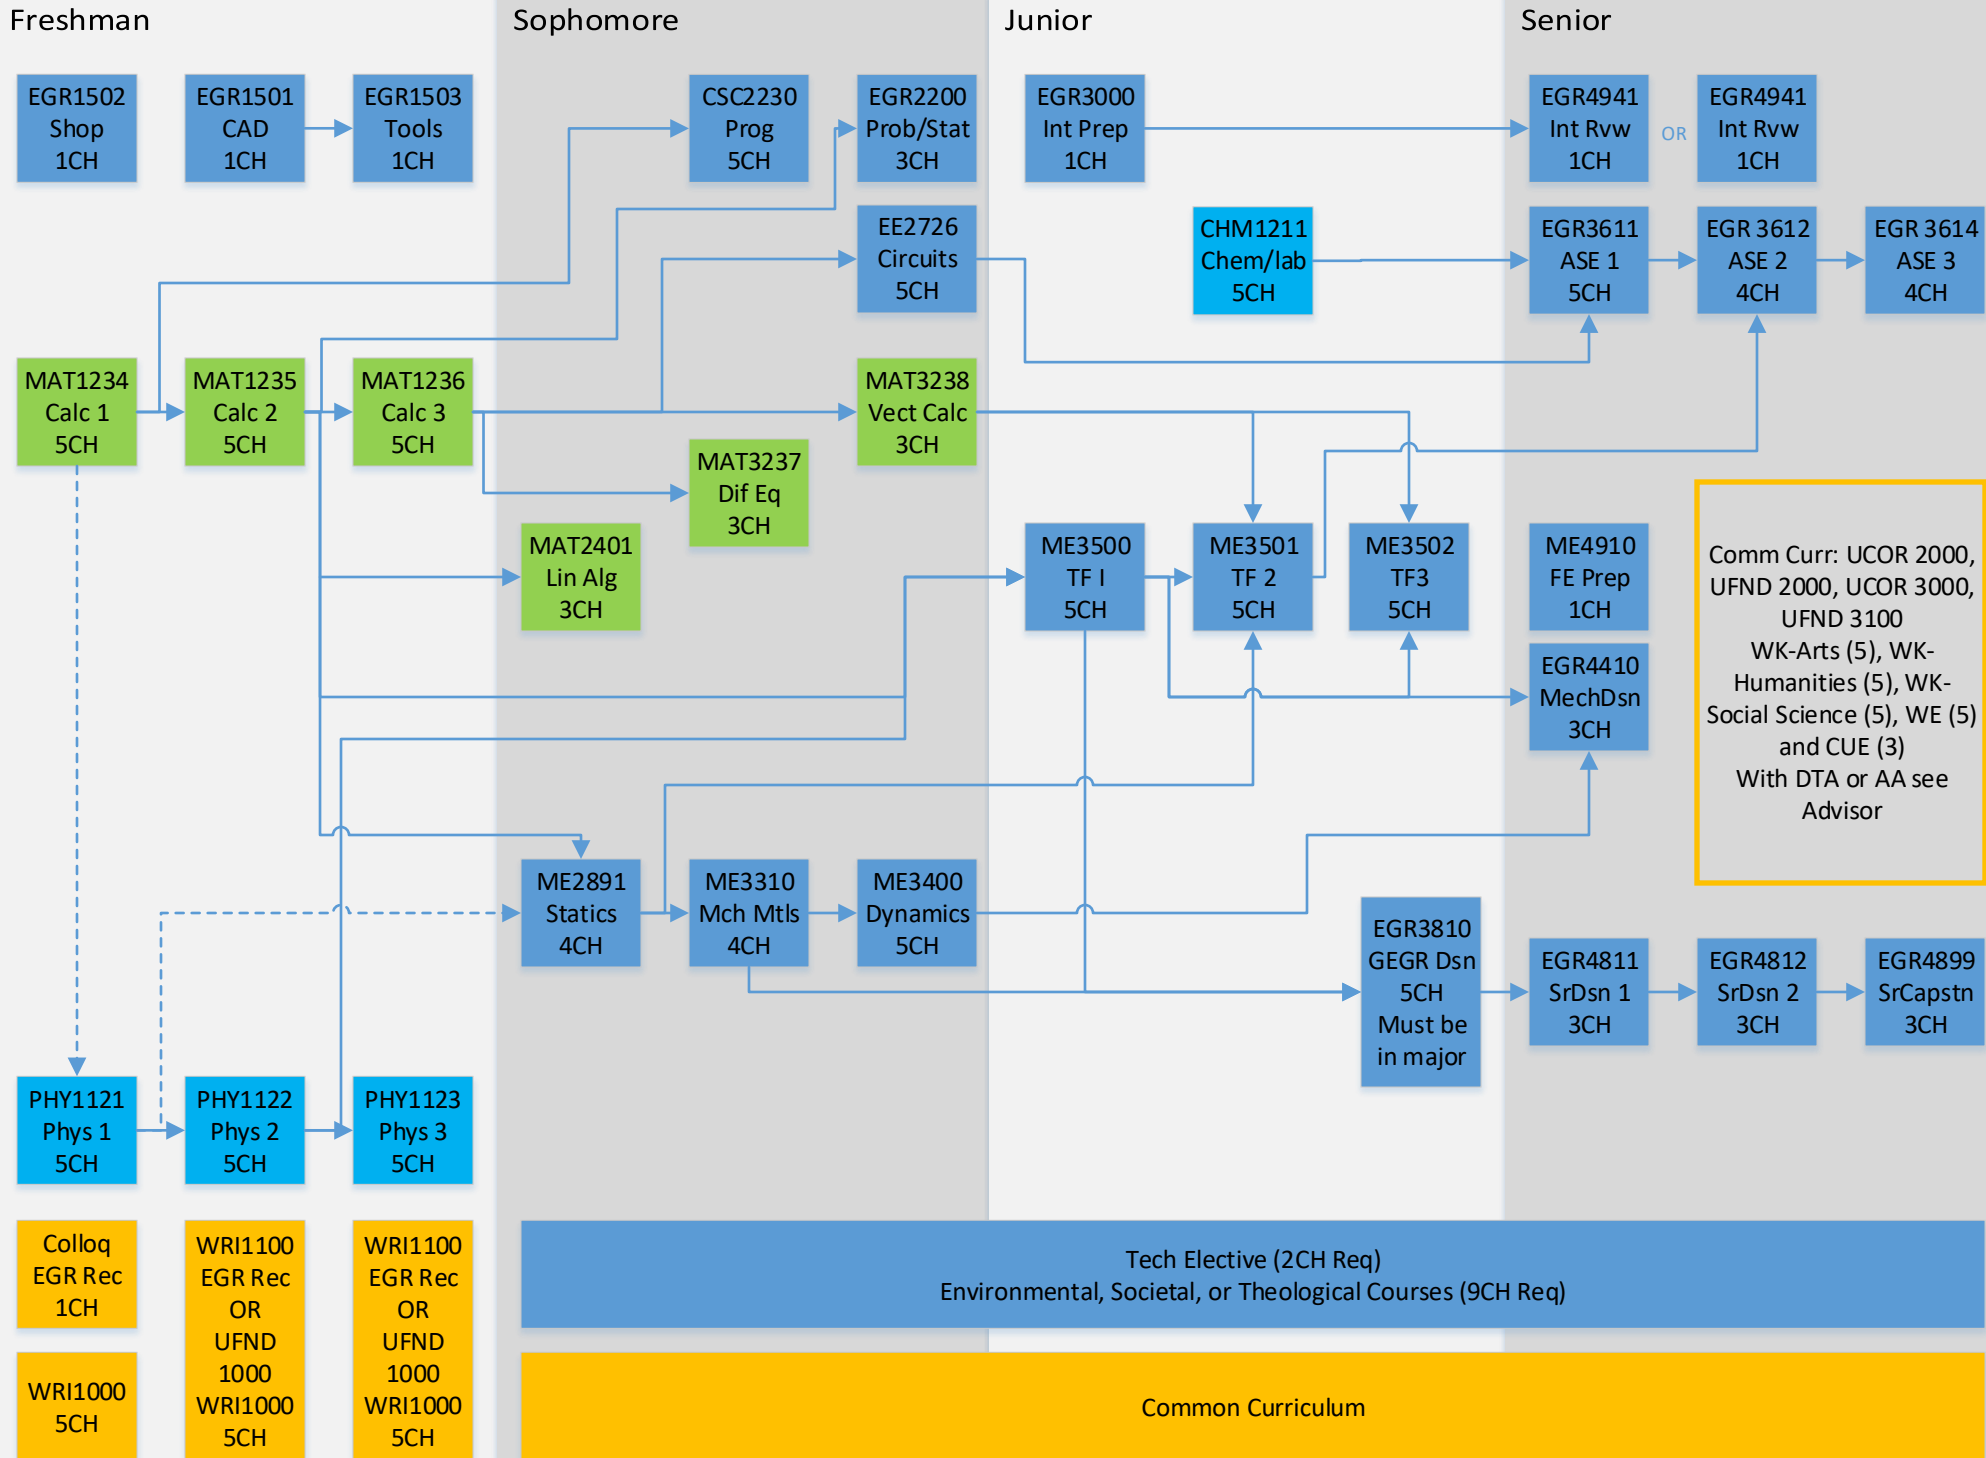 Freshman
Sophomore
Junior
Senior
EGR1502
Shop
1CH
EGR1501
CAD
1CH
EGR1503
Tools
1CH
CSC2230
Prog
5CH
EGR2200
Prob/Stat
3CH
EGR3000
Int Prep
1CH
EGR4941
Int Rvw
1CH
OR
EGR4941
Int Rvw
1CH
EE2726
Circuits
5CH
CHM1211
Chem/lab
5CH
EGR3611
ASE 1
5CH
EGR 3612
ASE 2
4CH
EGR 3614
ASE 3
4CH
MAT1234
Calc 1
5CH
MAT1235
Calc 2
5CH
MAT1236
Calc 3
5CH
MAT3238
Vect Calc
3CH
MAT3237
Dif Eq
3CH
MAT2401
Lin Alg
3CH
ME3500
TF I
5CH
ME3501
TF 2
5CH
ME3502
TF3
5CH
ME4910
FE Prep
1CH
EGR4410
MechDsn
3CH
Comm Curr: UCOR 2000,
UFND 2000, UCOR 3000,
UFND 3100
WK-Arts (5), WK-
Humanities (5), WK-
Social Science (5), WE (5)
and CUE (3)
With DTA or AA see
Advisor
ME2891
Statics
4CH
ME3310
Mch Mtls
4CH
ME3400
Dynamics
5CH
EGR3810
GEGR Dsn
5CH
Must be
in major
EGR4811
SrDsn 1
3CH
EGR4812
SrDsn 2
3CH
EGR4899
SrCapstn
3CH
PHY1121
Phys 1
5CH
PHY1122
Phys 2
5CH
PHY1123
Phys 3
5CH
Colloq
EGR Rec
1CH
WRI1000
5CH
WRI1100
EGR Rec
OR
UFND
1000
WRI1000
5CH
WRI1100
EGR Rec
OR
UFND
1000
WRI1000
5CH
Tech Elective (2CH Req)
Environmental, Societal, or Theological Courses (9CH Req)
Common Curriculum